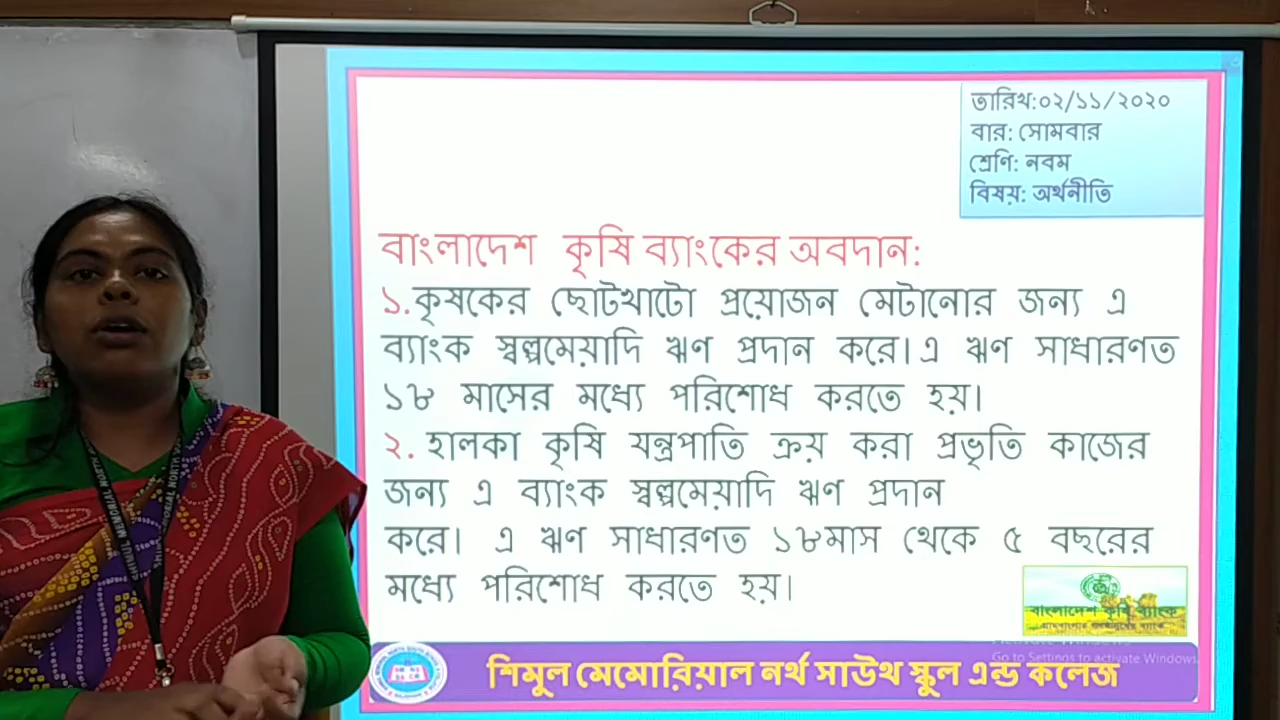 তারিখ:০২/১১/২০২০
বার: সোমবার
শ্রেণি: নবম
বিষয়: অর্থনীতি
বাংলাদেশ কৃষি ব্যাংকের অবদান:
১.কৃষকের ছোটখাটো প্রয়োজন মেটানোর জন্য এ
ব্যাংক স্বল্পমেয়াদি ঋণ প্রদান করে। এ ঋণ সাধারণত
১৮ মাসের মধ্যে পরিশোধ করতে হয়।
২. হালকা কৃষি যন্ত্রপাতি ক্রয় করা প্রভৃতি কাজের
জন্য এ ব্যাংক স্বল্পমেয়াদি ঋণ প্রদান
করে। এ ঋণ সাধারণত ১৮মাস থেকে ৫ বছরের
মধ্যে পরিশোধ করতে হয়।
বাংলাদেশ কৃষি ব্যাংক
Activate Windows
Go to Settings to activate Windows.
শিমুল মেমোরিয়াল নর্থ সাউথ স্কুল এন্ড কলেজ